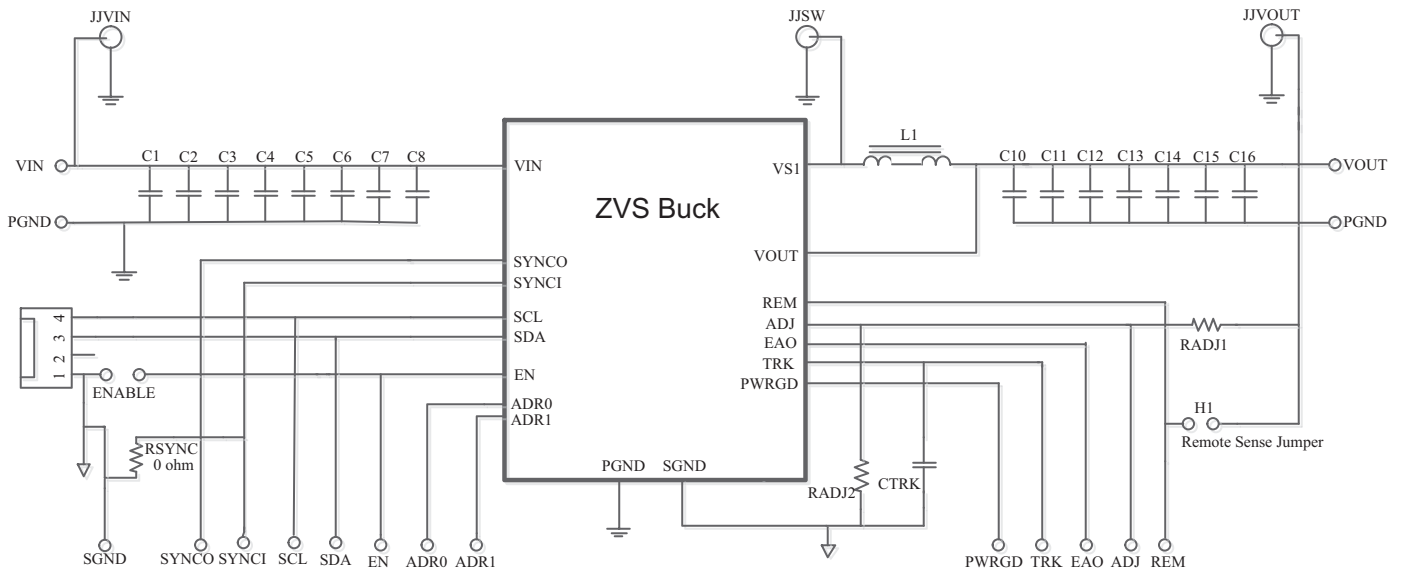 JJVIN
JJSW
JJVOUT
L1
VIN
C1 C2 C3 C4 C5 C6 C7 C8
VIN
VS1
C10 C11 C12 C13 C14 C15 C16
VOUT
ZVS Buck
PGND
PGND
VOUT
SYNCO
SYNCI
REM
SCL
ADJ
SDA
EAO
TRK
EN
PWRGD
ADR0
ADR1
4
3
2
1
ENABLE
RADJ1
H1
Remote Sense Jumper
RSYNC
0 ohm
PGND SGND
RADJ2
CTRK
SGND SYNCO SYNCI SCL SDA EN ADR0 ADR1
PWRGD TRK EAO ADJ REM